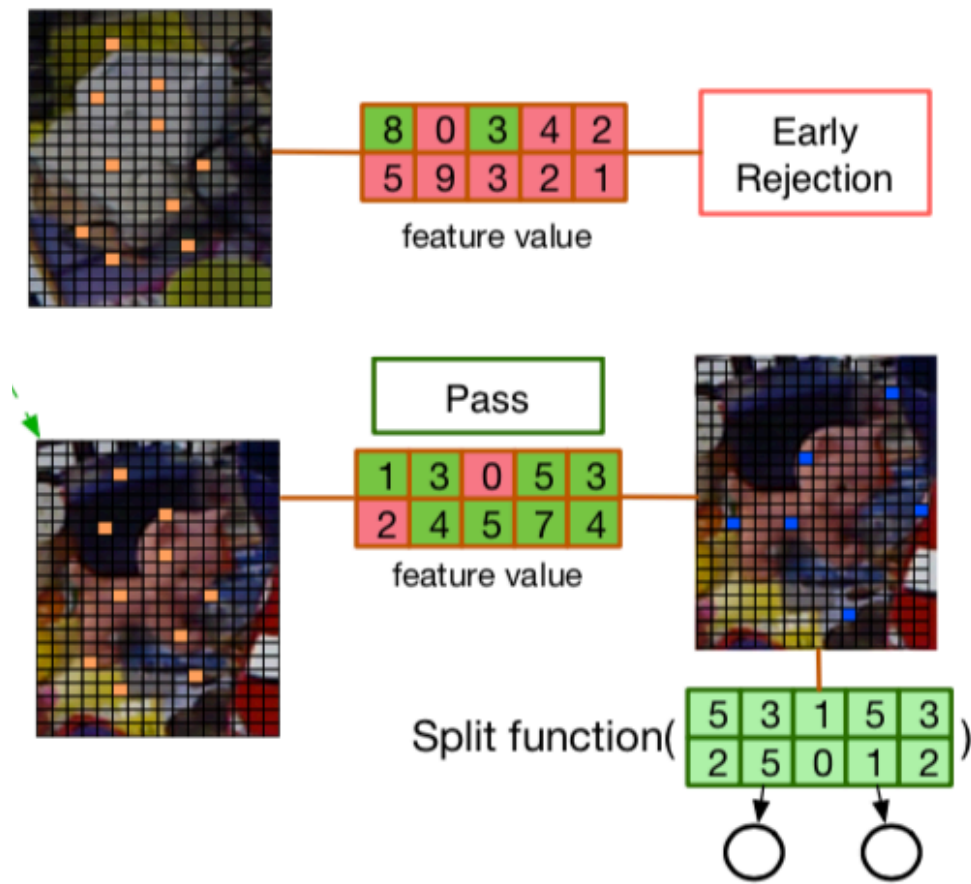 8 0 3 4 2
5 9 3 2 1
Early
Rejection
feature value
Pass
1 3 0 5 3
2 4 5 7 4
feature value
Split function( 5 3 1 5 3
2 5 0 1 2 )